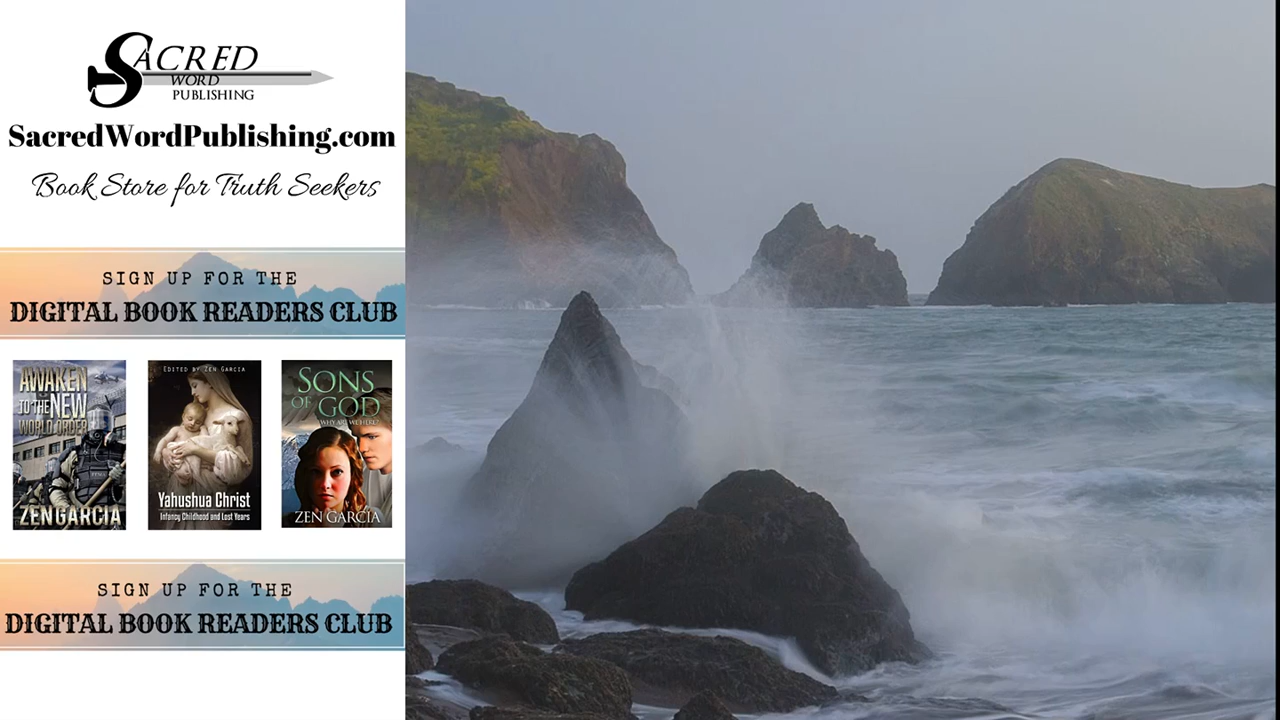 SACRED
WORD
PUBLISHING
SacredWordPublishing.com
Book Store for Truth Seekers
SIGN UP FOR THE
DIGITAL BOOK READERS CLUB
AWAKEN
TO THE NEW
WORLD ORDER
ZEN GARCIA
EDITED BY ZEN GARCIA
Yahushua Christ
Infancy Childhood and Lost Years
SONS
OF GOD
WHY ARE WE HERE?
ZEN GARCIA
SIGN UP FOR THE
DIGITAL BOOK READERS CLUB